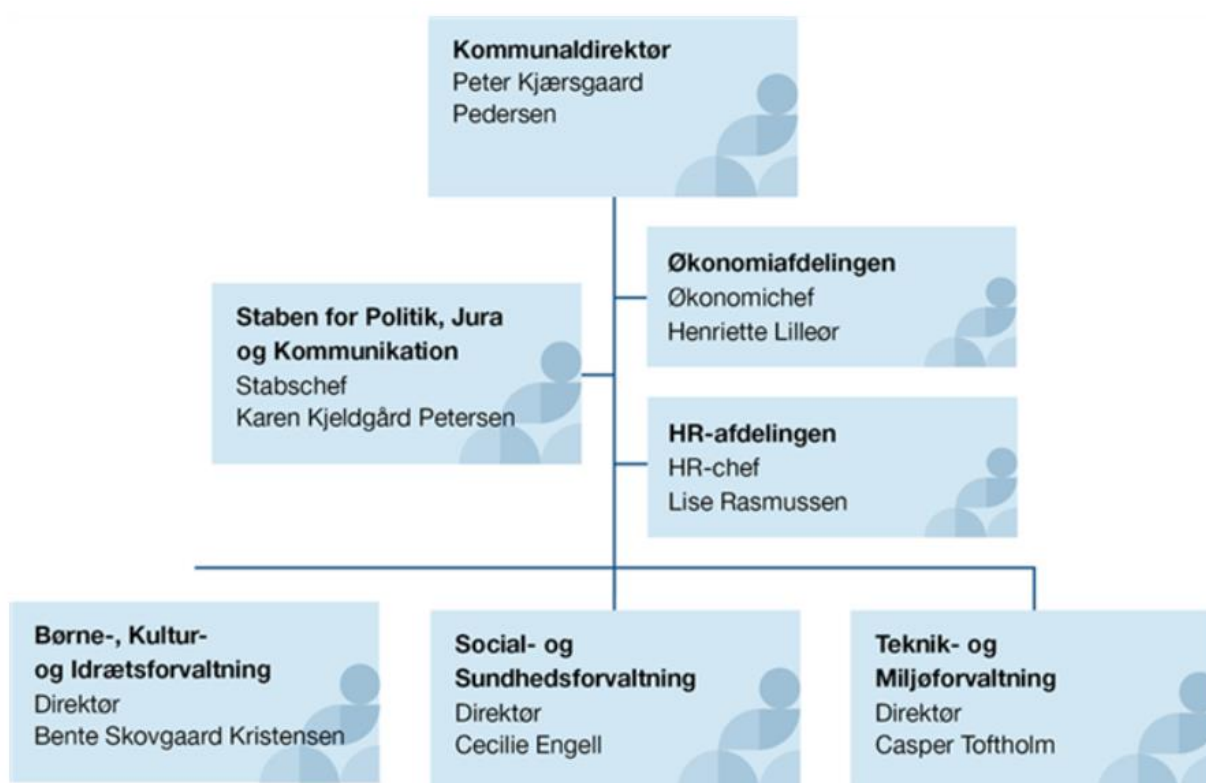 Kommunaldirektør
Peter Kjærsgaard
Pedersen
Økonomiafdelingen
Økonomichef
Henriette Lilleør
Staben for Politik, Jura
og Kommunikation
Stabschef
Karen Kjeldgård Petersen
HR-afdelingen
HR-chef
Lise Rasmussen
Børne-, Kultur-
og Idrætsforvaltning
Direktør
Bente Skovgaard Kristensen
Social- og
Sundhedsforvaltning
Direktør
Cecilie Engell
Teknik- og
Miljøforvaltning
Direktør
Casper Toftholm